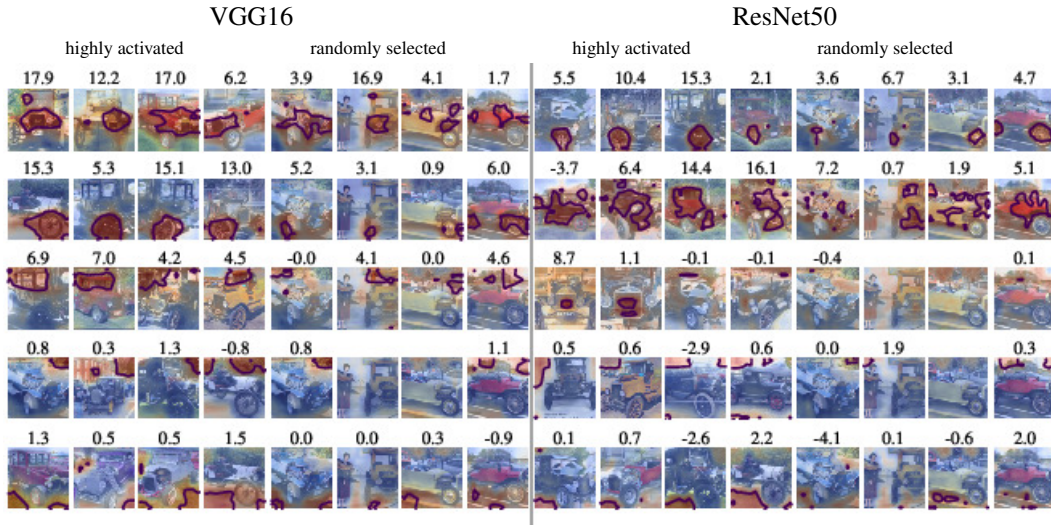 VGG16 ResNet50
highly activated randomly selected highly activated randomly selected
17.9 12.2 17.0 6.2 3.9 16.9 4.1 1.7 5.5 10.4 15.3 2.1 3.6 6.7 3.1 4.7
15.3 5.3 15.1 13.0 5.2 3.1 0.9 6.0 -3.7 6.4 14.4 16.1 7.2 0.7 1.9 5.1
6.9 7.0 4.2 4.5 -0.0 4.1 0.0 4.6 8.7 1.1 -0.1 -0.1 -0.4 0.1
0.8 0.3 1.3 -0.8 0.8 1.1 0.5 0.6 -2.9 0.6 0.0 1.9 0.3
1.3 0.5 0.5 1.5 0.0 0.0 0.3 -0.9 0.1 0.7 -2.6 2.2 -4.1 0.1 -0.6 2.0